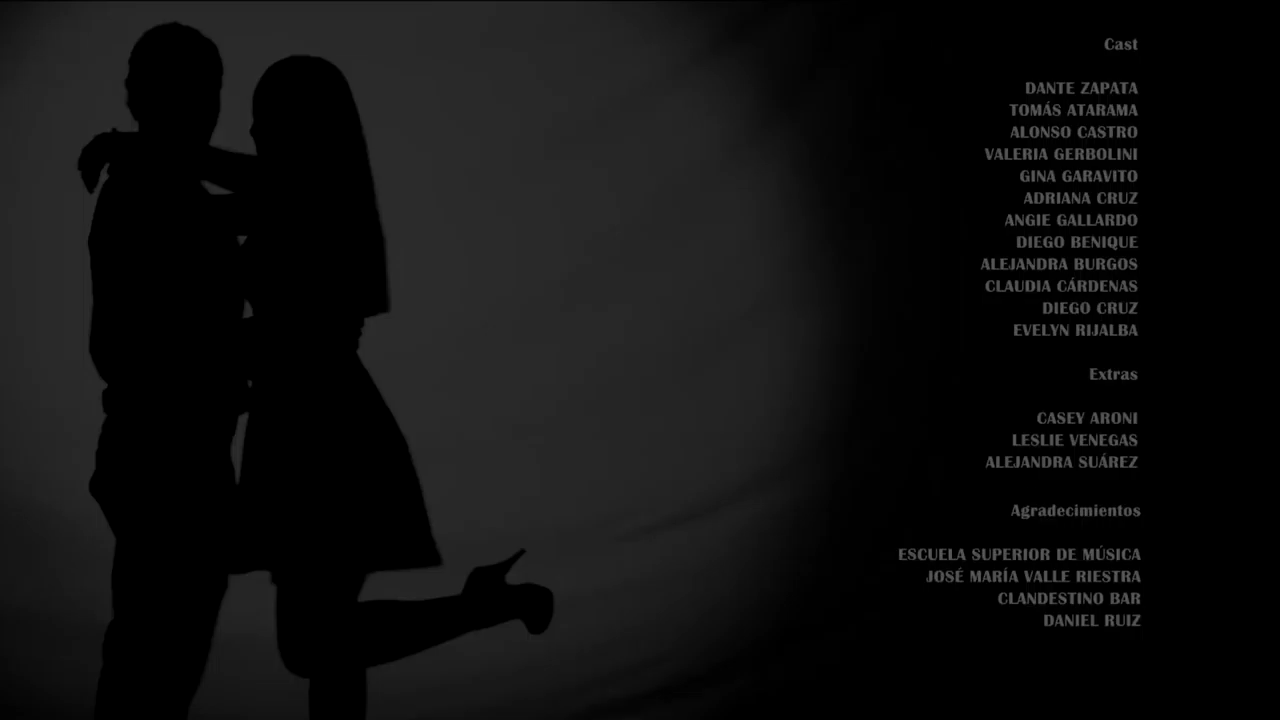 Cast
DANTE ZAPATA
TOMÁS ATARAMA
ALONSO CASTRO
VALERIA GERBOLINI
GINA GARAVITO
ADRIANA CRUZ
ANGIE GALLARDO
DIEGO BENIQUE
ALEJANDRA BURGOS
CLAUDIA CÁRDENAS
DIEGO CRUZ
EVELYN RIJALBA
Extras
CASEY ARONI
LESLIE VENEGAS
ALEJANDRA SUÁREZ
Agradecimientos
ESCUELA SUPERIOR DE MÚSICA
JOSÉ MARÍA VALLE RIESTRA
CLANDESTINO BAR
DANIEL RUIZ